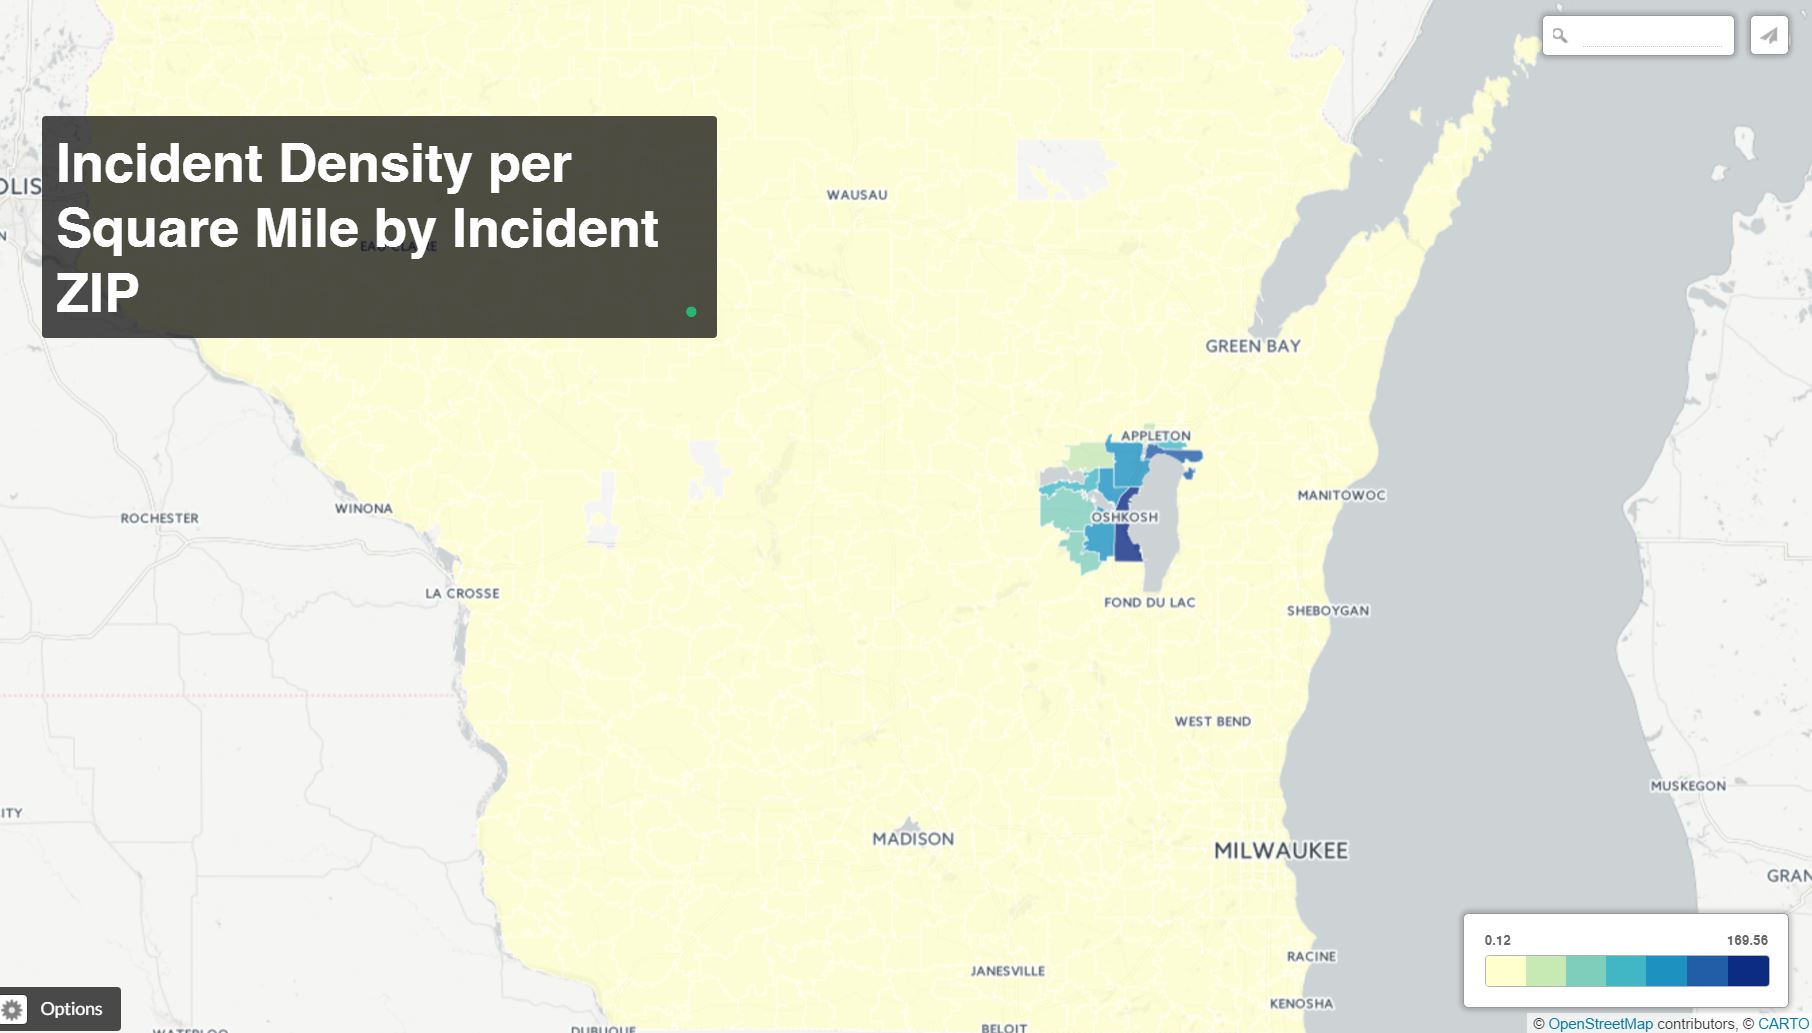 OLIS
Incident Density per
Square Mile by Incident
ZIP
WAUSAU
EAU CLAIRE
N
GREEN BAY
APPLETON
MANITOWOC
WINONA
ROCHESTER
OSHKOSH
LA CROSSE
FOND DU LAC
SHEBOYGAN
WEST BEND
MUSKEGON
ITY
MADISON
MILWAUKEE
GRAN
0.12 169.56
RACINE
JANESVILLE
KENOSHA
Options
WATERLOO
DUBUQUE
BELOIT
© OpenStreetMap contributors, © CARTO